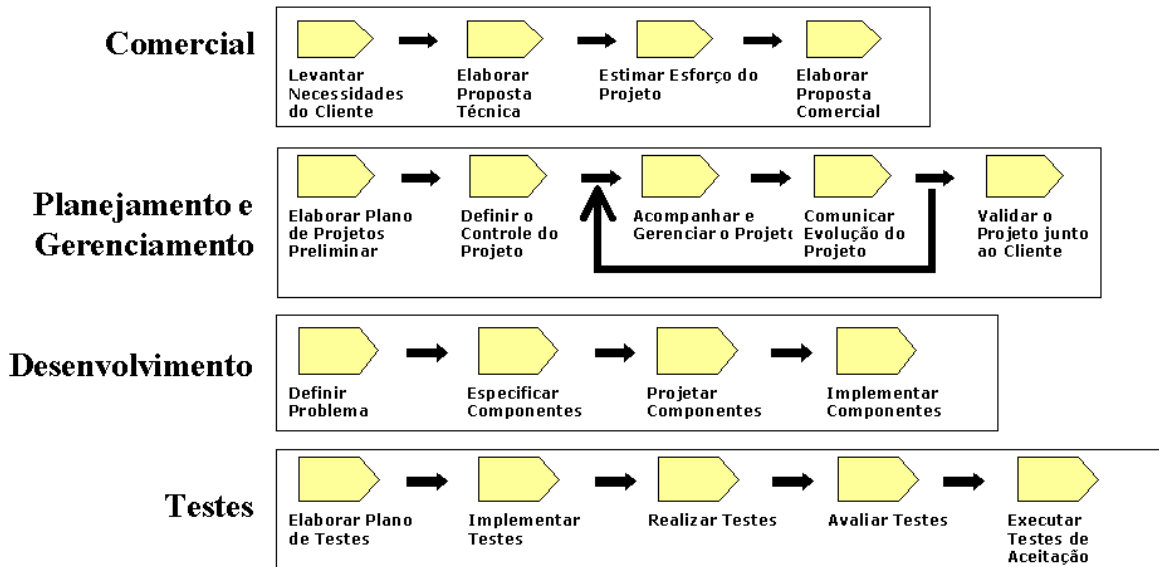 Comercial
Levantar
Necessidades
do Cliente
Elaborar
Proposta
Técnica
Estimar Esforço do
Projeto
Elaborar
Proposta
Comercial
Planejamento e
Gerenciamento
Elaborar Plano
de Projetos
Preliminar
Definir o
Controle do
Projeto
Acompanhar e
Gerenciar o Projeto
Comunicar
Evolução do
Projeto
Validar o
Projeto junto
ao Cliente
Desenvolvimento
Definir
Problema
Especificar
Componentes
Projetar
Componentes
Implementar
Componentes
Testes
Elaborar Plano
de Testes
Implementar
Testes
Realizar Testes
Avaliar Testes
Executar
Testes de
Aceitação